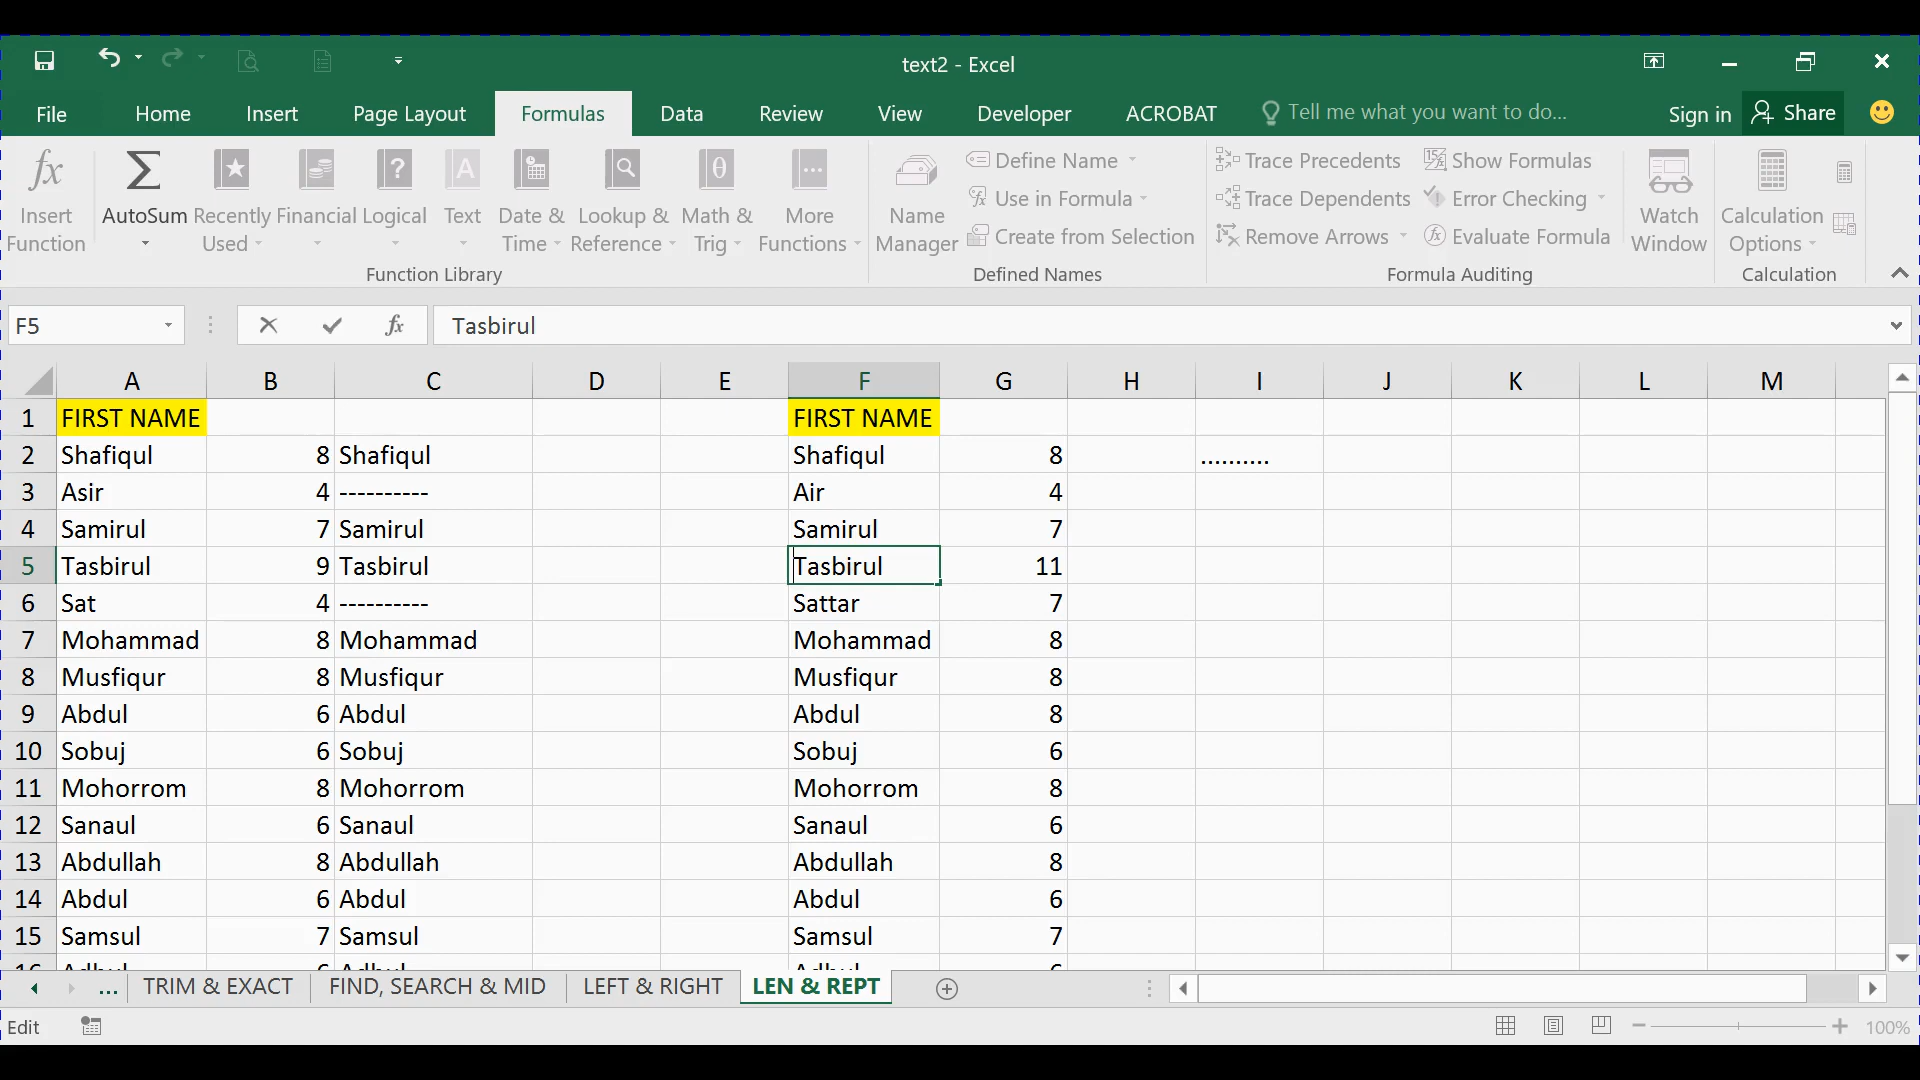 text2 - Excel
File Home Insert Page Layout Formulas Data Review View Developer ACROBAT Tell me what you want to do... Sign in Share
fx Σ ? A θ
Insert Function
AutoSum
Recently Used
Financial
Logical
Text
Date & Time
Lookup & Reference
Math & Trig
More Functions
Function Library
Name Manager
Define Name
Use in Formula
Create from Selection
Defined Names
Trace Precedents
Trace Dependents
Remove Arrows
Show Formulas
Error Checking
Evaluate Formula
Formula Auditing
Watch Window
Calculation Options
Calculation
F5 fx Tasbirul
A B C D E F G H I J K L M
1 FIRST NAME FIRST NAME
2 Shafiqul 8 Shafiqul Shafiqul 8 ..........
3 Asir 4 ---------- Air 4
4 Samirul 7 Samirul Samirul 7
5 Tasbirul 9 Tasbirul Tasbirul 11
6 Sat 4 ---------- Sattar 7
7 Mohammad 8 Mohammad Mohammad 8
8 Musfiqur 8 Musfiqur Musfiqur 8
9 Abdul 6 Abdul Abdul 8
10 Sobuj 6 Sobuj Sobuj 6
11 Mohorrom 8 Mohorrom Mohorrom 8
12 Sanaul 6 Sanaul Sanaul 6
13 Abdullah 8 Abdullah Abdullah 8
14 Abdul 6 Abdul Abdul 6
15 Samsul 7 Samsul Samsul 7
... TRIM & EXACT FIND, SEARCH & MID LEFT & RIGHT LEN & REPT
Edit 100%